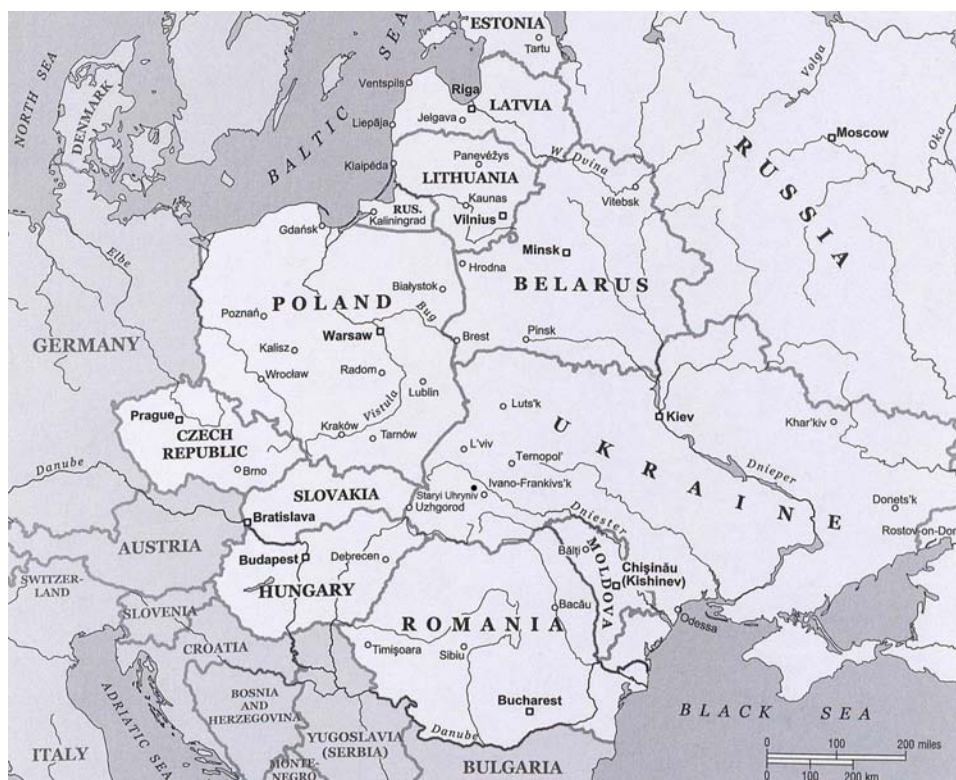 ESTONIA
Tartu
NORTH SEA
DENMARK
BALTIC SEA
Ventspils
Riga
LATVIA
Jelgava
Liepāja
Volga
Moscow
Oka
RUSSIA
Klaipėda
Panevėžys
LITHUANIA
W. Dvina
Kaunas
Vilnius
Vitebsk
RUS.
Kaliningrad
Gdańsk
Minsk
Hrodna
BELARUS
Elbe
Białystok
POLAND
Bug
Poznań
Warsaw
Brest
Pinsk
GERMANY
Kalisz
Radom
Wrocław
Lublin
Vistula
Luts'k
Kiev
Khar'kiv
Prague
Kraków
Tarnów
CZECH
REPUBLIC
L'viv
Ternopol'
UKRAINE
Dnieper
Danube
Brno
SLOVAKIA
Ivano-Frankivs'k
Staryi Uhryniv
Uzhgorod
Donets'k
Dniester
Rostov-on-Don
Bratislava
AUSTRIA
Budapest
Debrecen
Bălţi
MOLDOVA
Chişinău
(Kishinev)
SWITZER-
LAND
HUNGARY
SLOVENIA
Bacău
ROMANIA
Odessa
CROATIA
Timişoara
Sibiu
BOSNIA
AND
HERZEGOVINA
ADRIATIC SEA
Bucharest
BLACK SEA
ITALY
YUGOSLAVIA
(SERBIA)
Danube
MONTE-
NEGRO
BULGARIA
0 100 200 miles
0 100 200 km